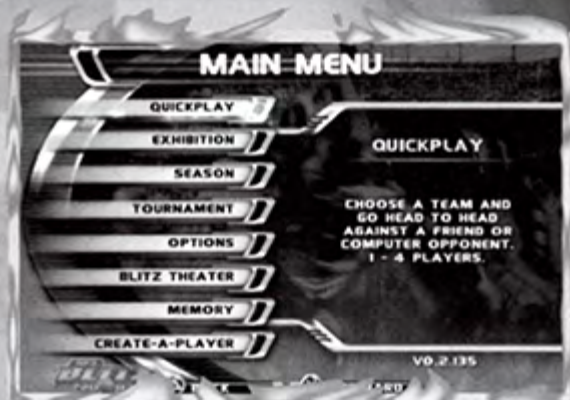 MAIN MENU
QUICKPLAY
EXHIBITION
SEASON
TOURNAMENT
OPTIONS
BLITZ THEATER
MEMORY
CREATE-A-PLAYER
QUICKPLAY
CHOOSE A TEAM AND
GO HEAD TO HEAD
AGAINST A FRIEND OR
COMPUTER OPPONENT.
1 - 4 PLAYERS.
V0.2.135